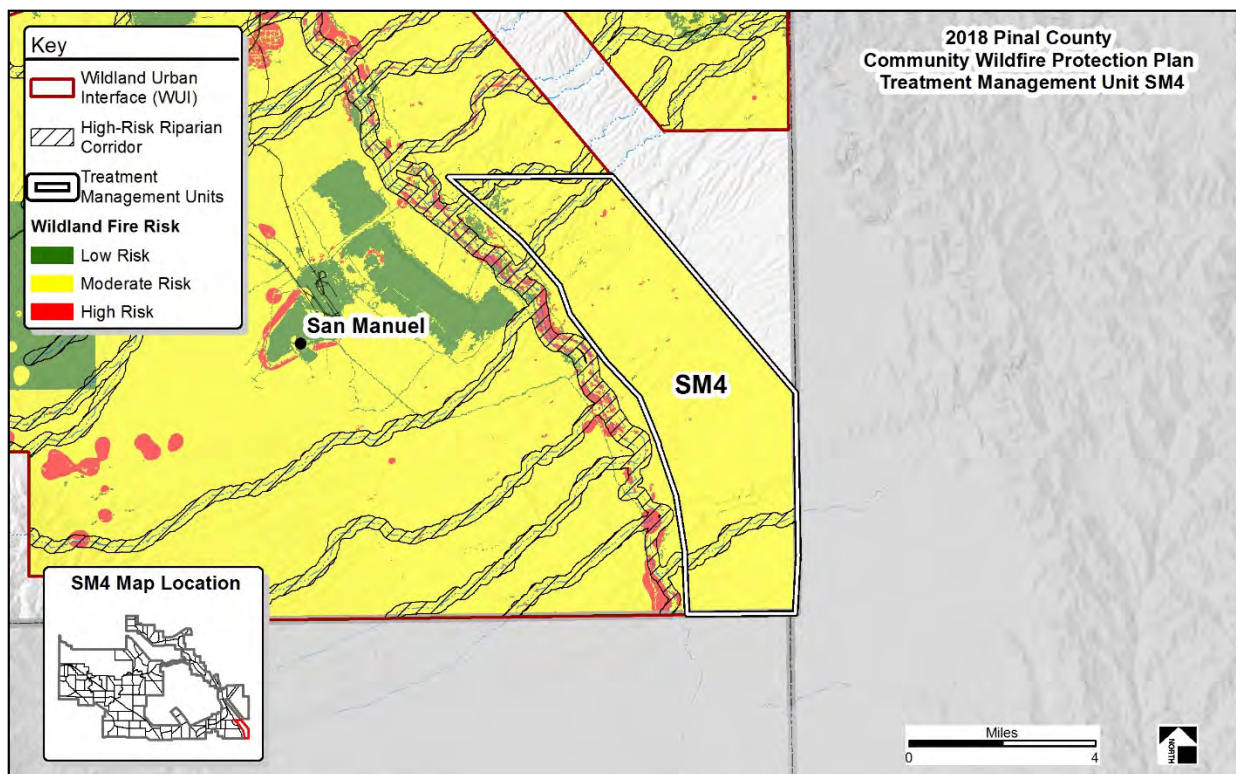 Key
Wildland Urban
Interface (WUI)
High-Risk Riparian
Corridor
Treatment
Management Units
Wildland Fire Risk
Low Risk
Moderate Risk
High Risk
2018 Pinal County
Community Wildfire Protection Plan
Treatment Management Unit SM4
San Manuel
SM4
SM4 Map Location
Miles
0
4
NORTH